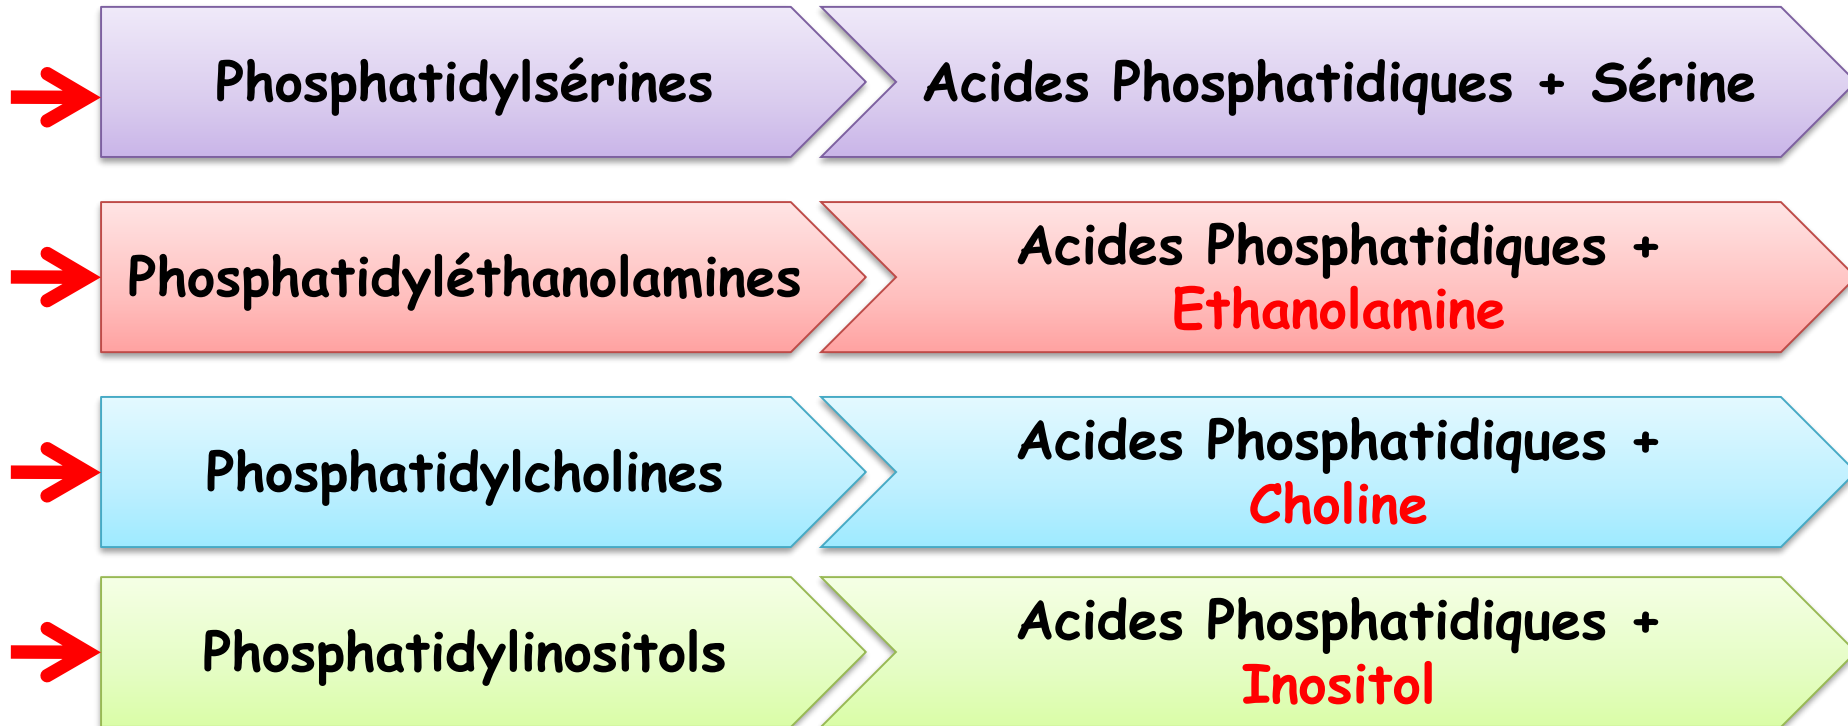 Phosphatidylsérines
Acides Phosphatidiques + Sérine
Phosphatidyléthanolamines
Acides Phosphatidiques +
Ethanolamine
Phosphatidylcholines
Acides Phosphatidiques +
Choline
Phosphatidylinositols
Acides Phosphatidiques +
Inositol